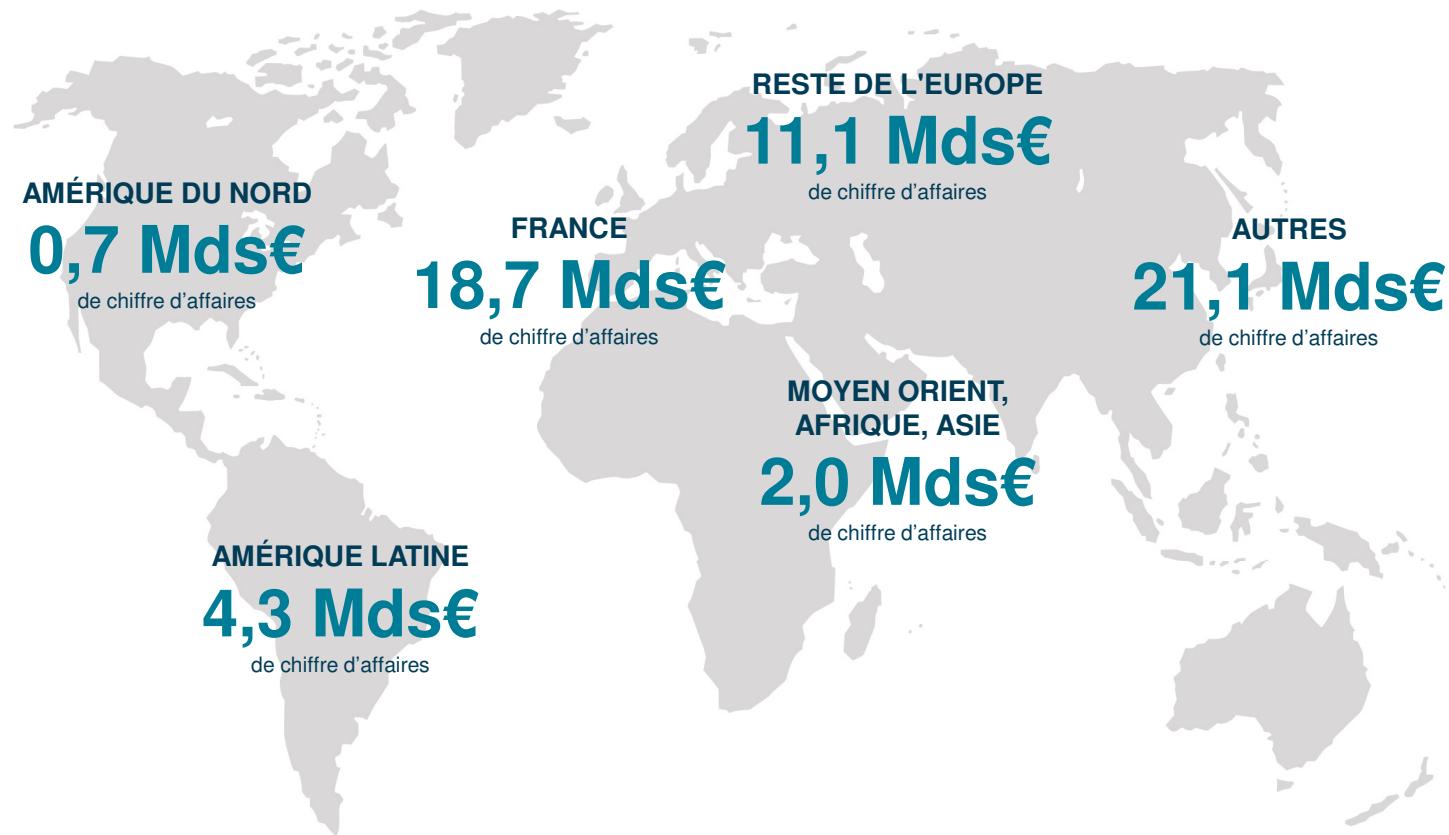 RESTE DE L'EUROPE
11,1 Mds€
de chiffre d’affaires
AMÉRIQUE DU NORD
0,7 Mds€
de chiffre d’affaires
FRANCE
18,7 Mds€
de chiffre d’affaires
AUTRES
21,1 Mds€
de chiffre d’affaires
MOYEN ORIENT,
AFRIQUE, ASIE
2,0 Mds€
de chiffre d’affaires
AMÉRIQUE LATINE
4,3 Mds€
de chiffre d’affaires